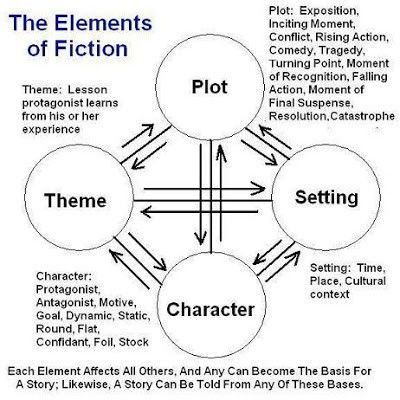 The Elements
of Fiction
Plot: Exposition,
Inciting Moment,
Conflict, Rising Action,
Comedy, Tragedy,
Turning Point, Moment
of Recognition, Falling
Action, Moment of
Final Suspense,
Resolution,Catastrophe
Plot
Theme: Lesson
protagonist learns
from his or her
experience
Theme
Setting
Character:
Protagonist,
Antagonist, Motive,
Goal, Dynamic, Static,
Round, Flat,
Confidant, Foil, Stock
Character
Setting: Time,
Place, Cultural
context
Each Element Affects All Others, And Any Can Become The Basis For
A Story; Likewise, A Story Can Be Told From Any Of These Bases.